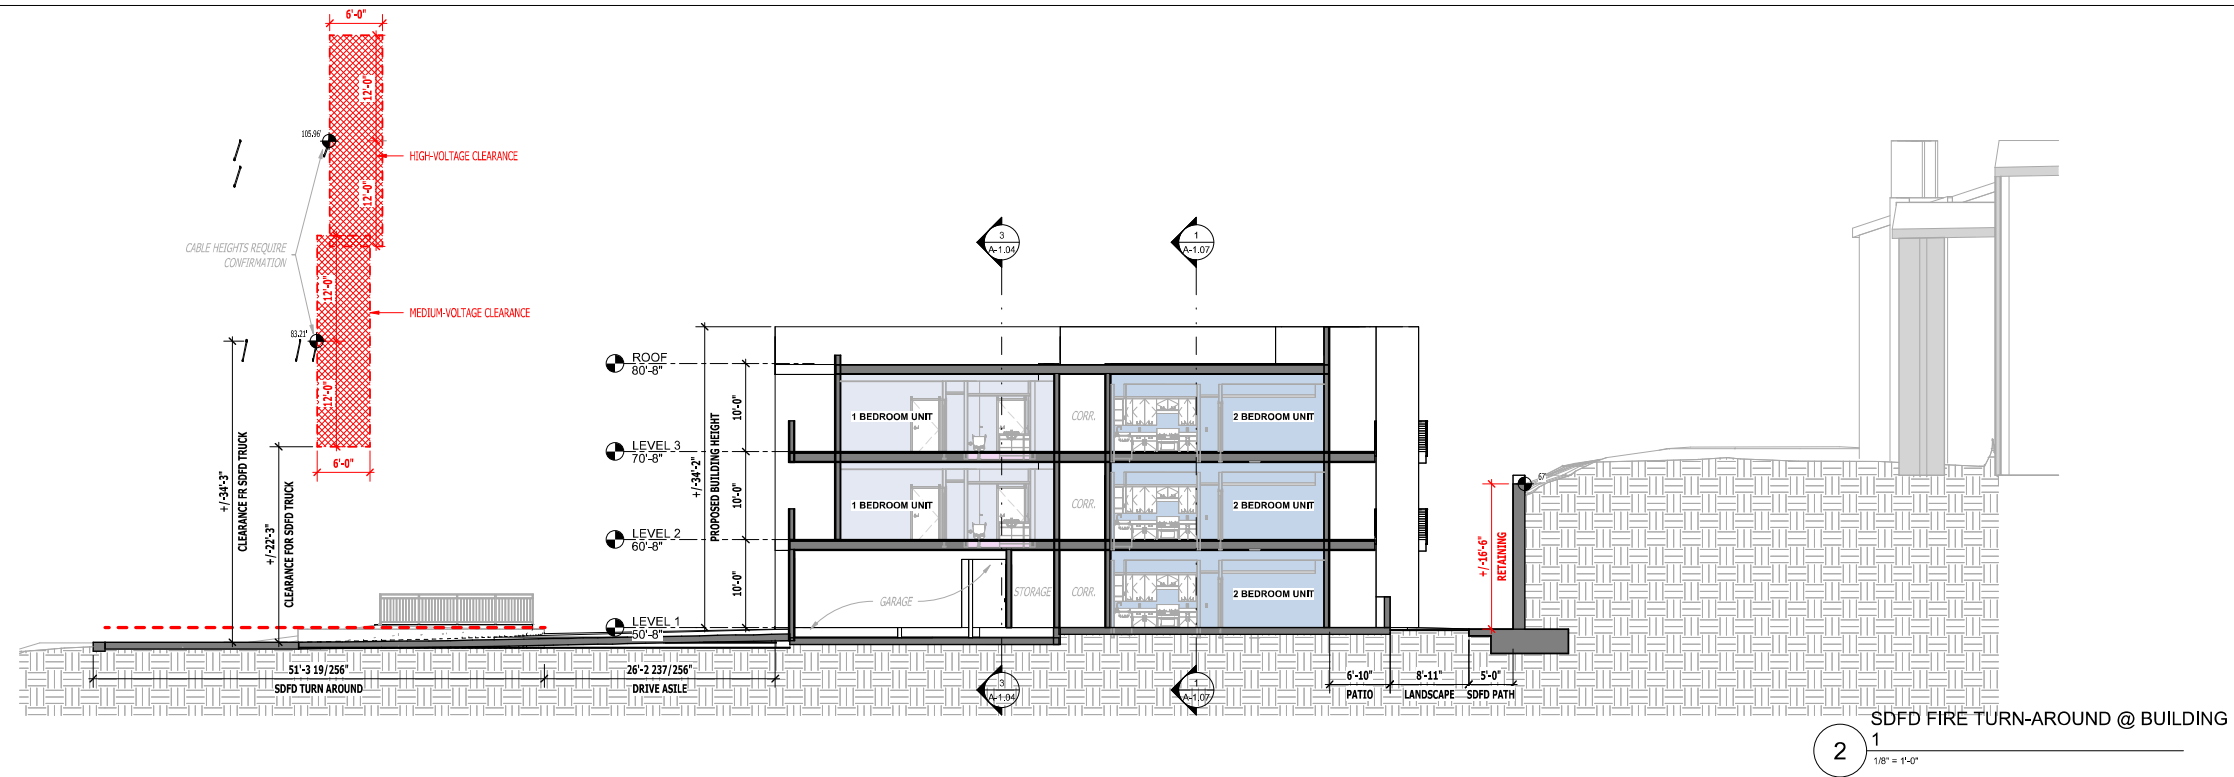 6'-0"
12'-0"
105.96'
HIGH-VOLTAGE CLEARANCE
12'-0"
CABLE HEIGHTS REQUIRE
CONFIRMATION
12'-0"
MEDIUM-VOLTAGE CLEARANCE
83.21'
12'-0"
6'-0"
+/-34'-3"
CLEARANCE FR SDFD TRUCK
+/-22'-3"
CLEARANCE FOR SDFD TRUCK
3
A-1.04
1
A-1.07
ROOF
80'-8"
LEVEL 3
70'-8"
LEVEL 2
60'-8"
LEVEL 1
50'-8"
+/-34'-2"
PROPOSED BUILDING HEIGHT
10'-0"
10'-0"
10'-0"
1 BEDROOM UNIT
CORR.
2 BEDROOM UNIT
1 BEDROOM UNIT
CORR.
2 BEDROOM UNIT
GARAGE
STORAGE
CORR.
2 BEDROOM UNIT
67'
+/-16'-6"
RETAINING
51'-3 19/256"
SDFD TURN AROUND
26'-2 237/256"
DRIVE ASILE
3
A-1.04
1
A-1.07
6'-10"
PATIO
8'-11"
LANDSCAPE
5'-0"
SDFD PATH
2
SDFD FIRE TURN-AROUND @ BUILDING
1
1/8" = 1'-0"